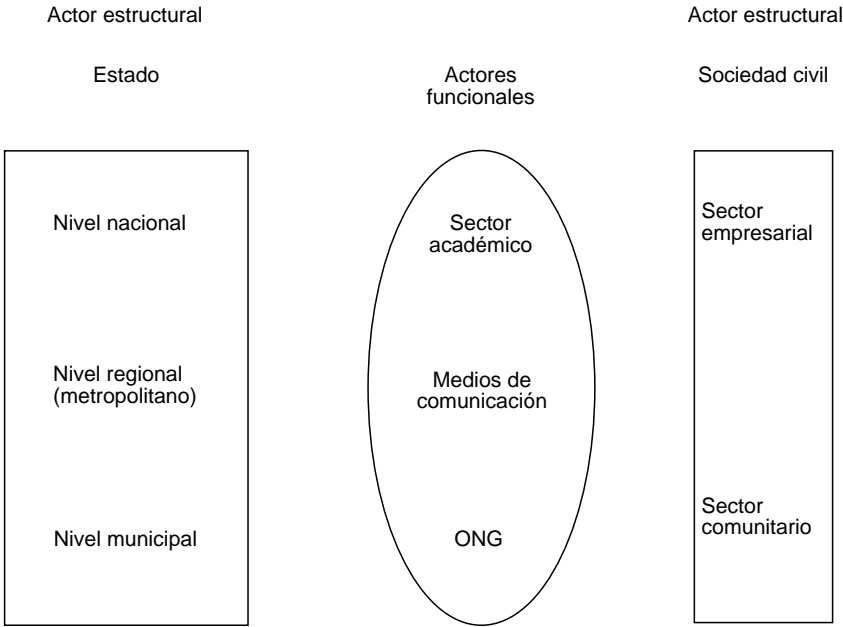 Actor estructural
Actor estructural
Estado
Actores
funcionales
Sociedad civil
Nivel nacional
Sector
académico
Sector
empresarial
Nivel regional
(metropolitano)
Medios de
comunicación
Nivel municipal
ONG
Sector
comunitario